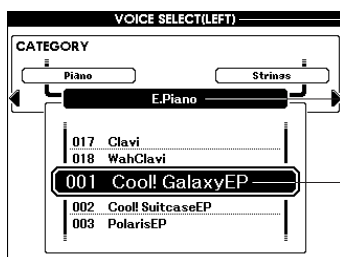 VOICE SELECT(LEFT)
CATEGORY
Piano Strings
E.Piano
017 Clavi
018 WahClavi
001 Cool! GalaxyEP
002 Cool! SuitcaseEP
003 PolarisEP